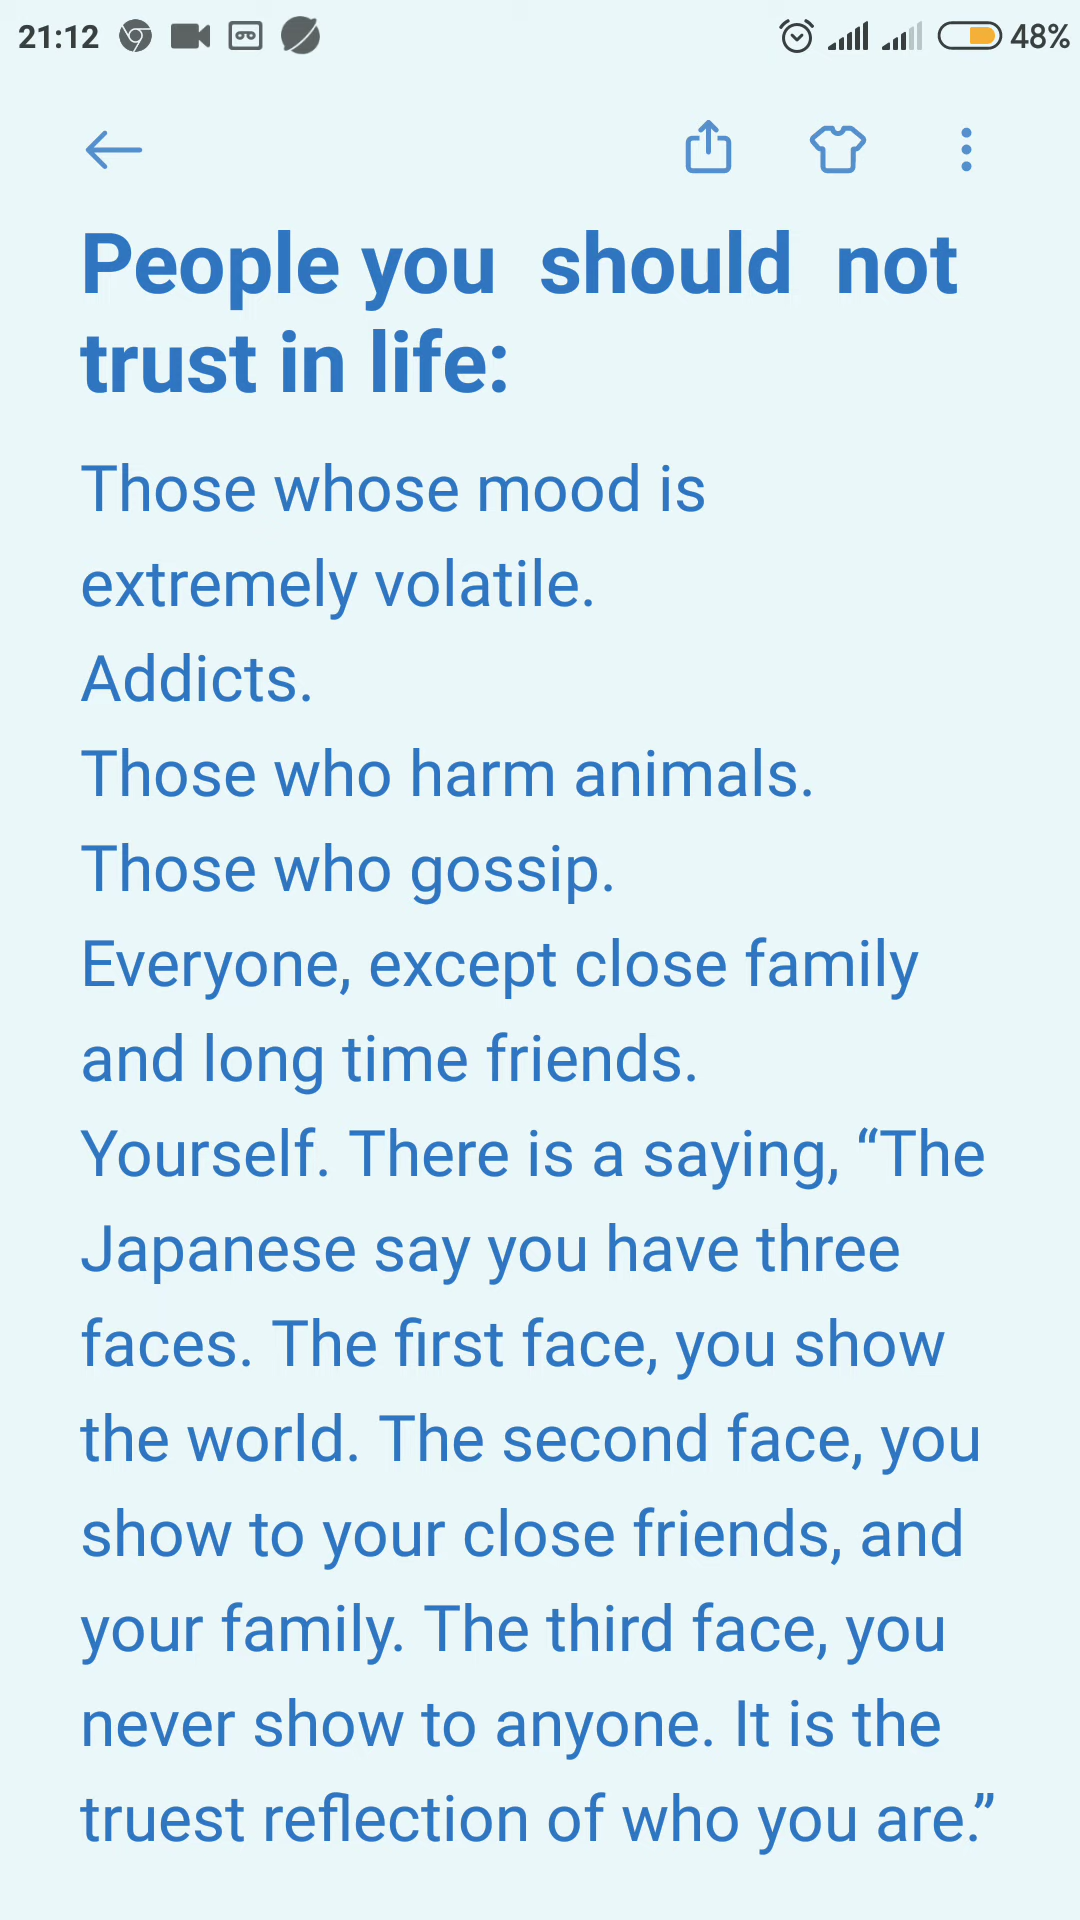 21:12
48%
People you  should  not
trust in life:
Those whose mood is
extremely volatile.
Addicts.
Those who harm animals.
Those who gossip.
Everyone, except close family
and long time friends.
Yourself. There is a saying, “The
Japanese say you have three
faces. The first face, you show
the world. The second face, you
show to your close friends, and
your family. The third face, you
never show to anyone. It is the
truest reflection of who you are.”